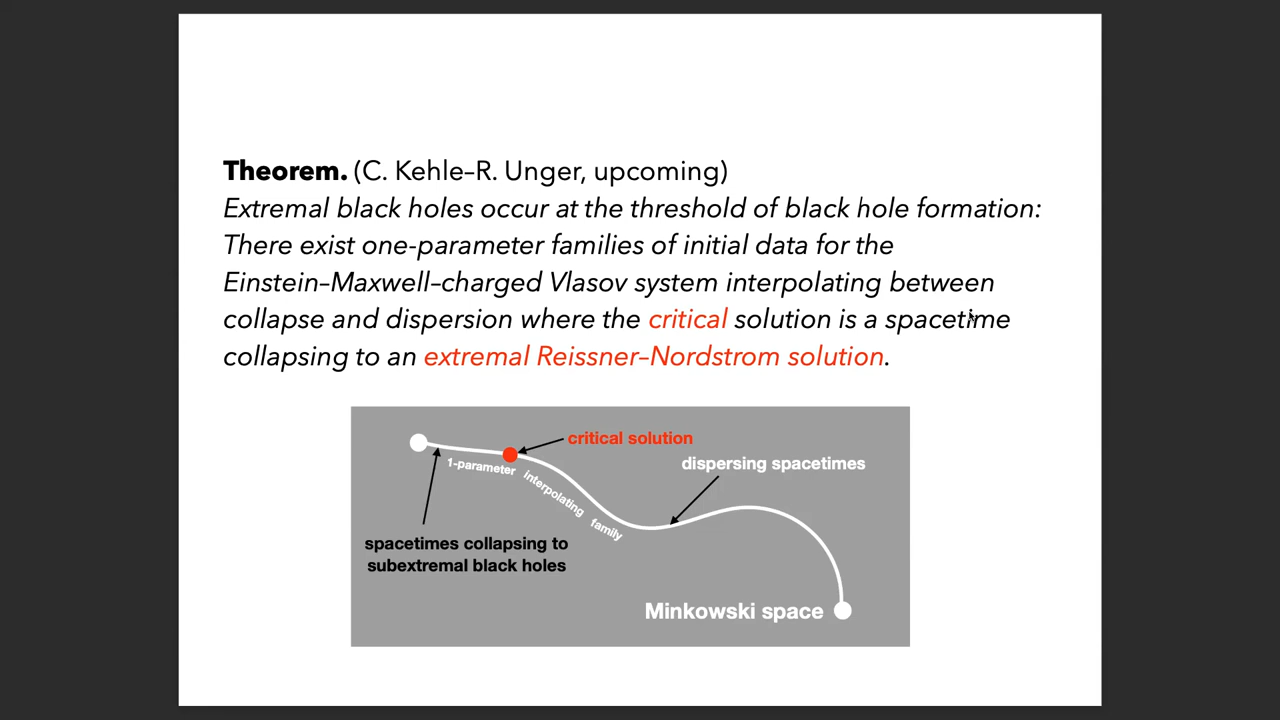 Theorem. (C. Kehle–R. Unger, upcoming)
Extremal black holes occur at the threshold of black hole formation:
There exist one-parameter families of initial data for the
Einstein–Maxwell–charged Vlasov system interpolating between
collapse and dispersion where the critical solution is a spacetime
collapsing to an extremal Reissner–Nordstrom solution.
critical solution
dispersing spacetimes
1-parameter interpolating family
spacetimes collapsing to
subextremal black holes
Minkowski space